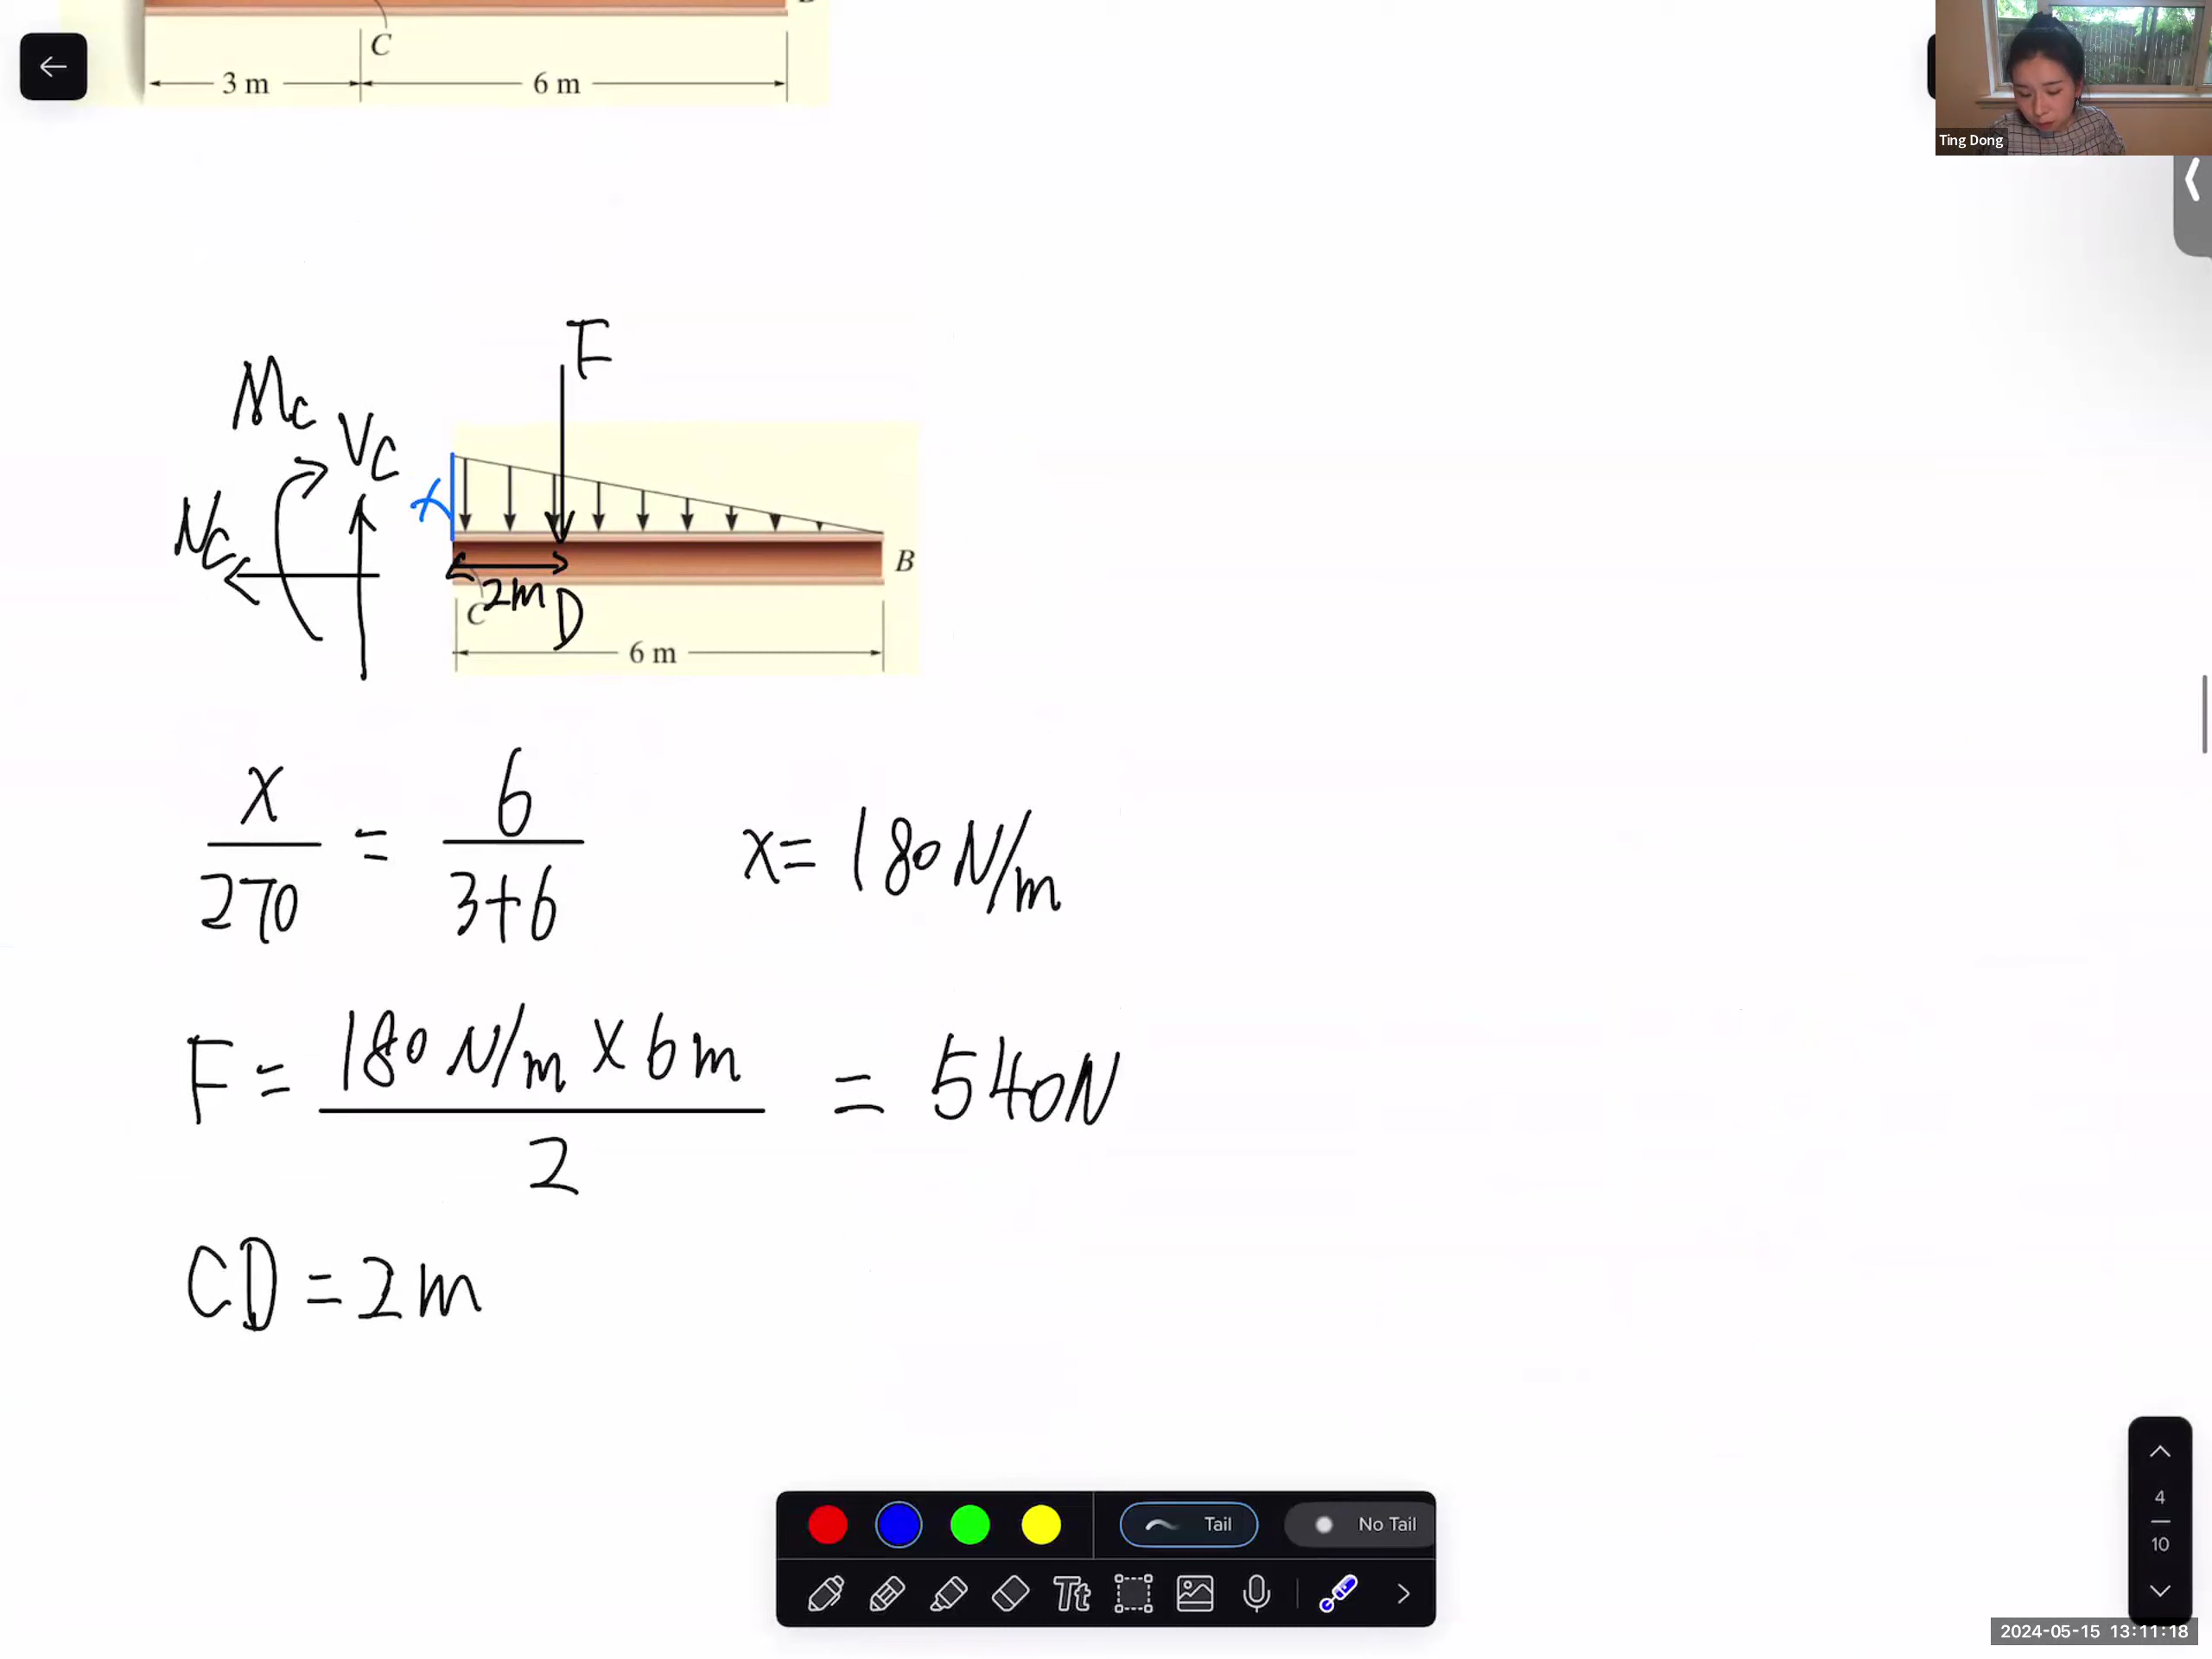 C
3 m
6 m
Ting Dong
F
Mc
Vc
Nc
x
B
2m
C
D
6 m
x/270 = 6/(3+6)
x= 180 N/m
F = (180 N/m × 6m)/2 = 540N
CD = 2m
Tail
No Tail
Tt
4
10
2024-05-15 13:11:18